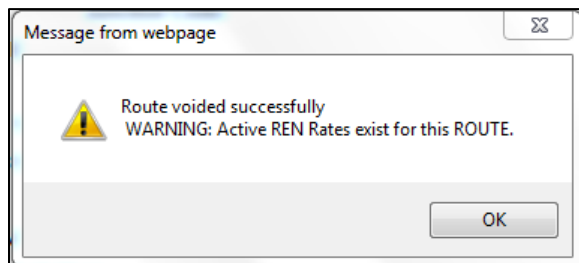 Message from webpage
Route voided successfully
WARNING: Active REN Rates exist for this ROUTE.
OK